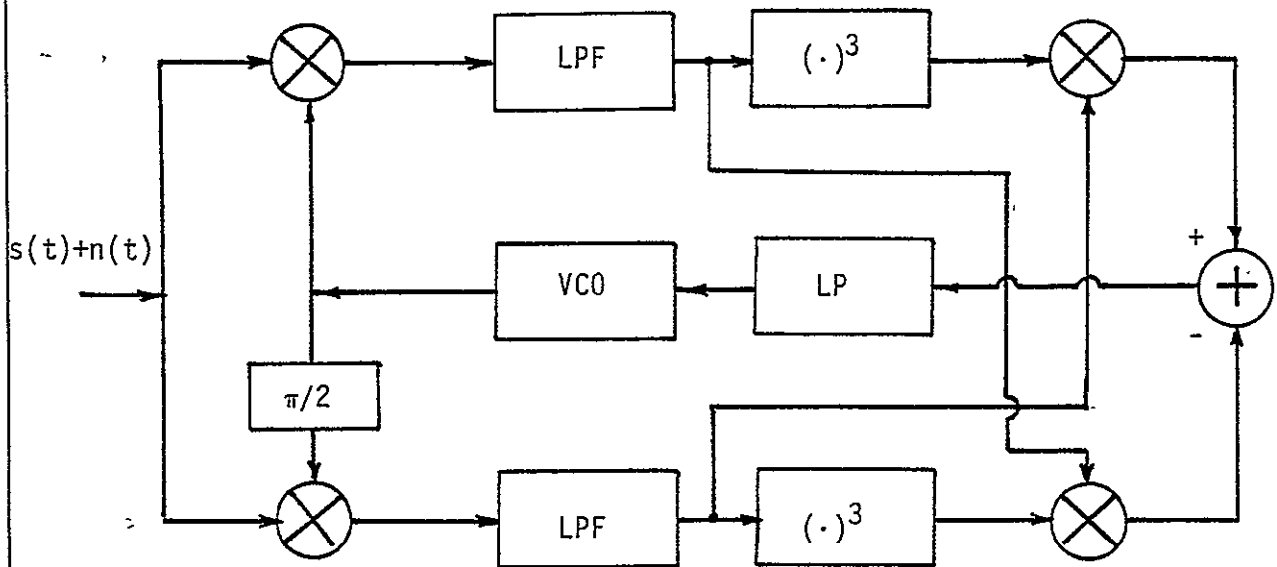 LPF
(·)³
s(t)+n(t)
+
VCO
LP
+
-
π/2
LPF
(·)³